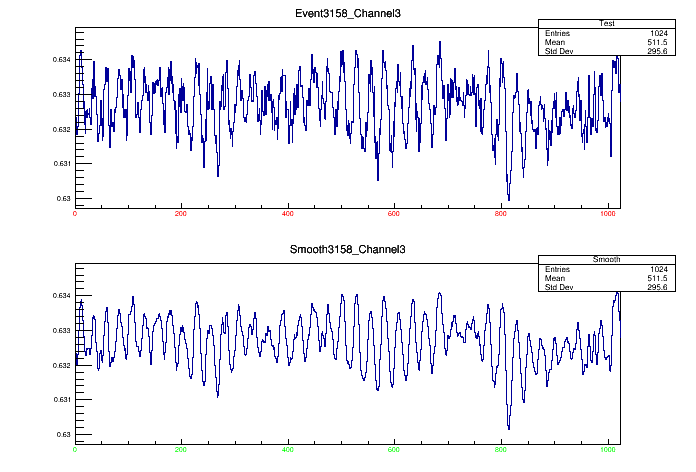 Event3158_Channel3
Test
Entries 1024
Mean 511.5
Std Dev 295.6
0.634
0.633
0.632
0.631
0.63
0 200 400 600 800 1000
Smooth3158_Channel3
Smooth
Entries 1024
Mean 511.5
Std Dev 295.6
0.634
0.633
0.632
0.631
0.63
0 200 400 600 800 1000